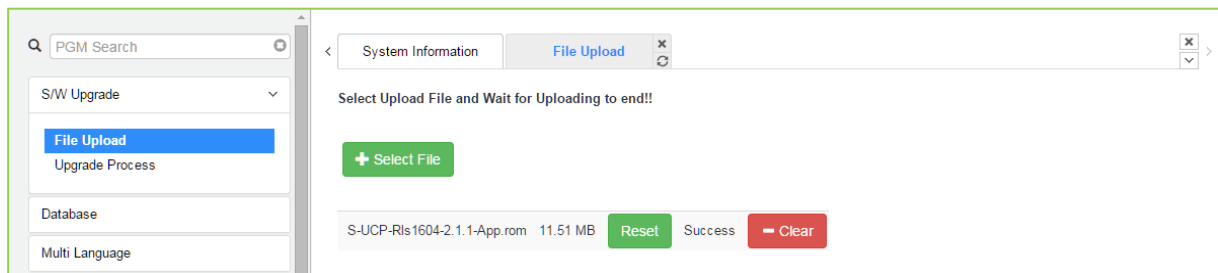 PGM Search
S/W Upgrade
File Upload
Upgrade Process
Database
Multi Language
System Information
File Upload
Select Upload File and Wait for Uploading to end!!
Select File
S-UCP-Rls1604-2.1.1-App.rom 11.51 MB Reset Success Clear